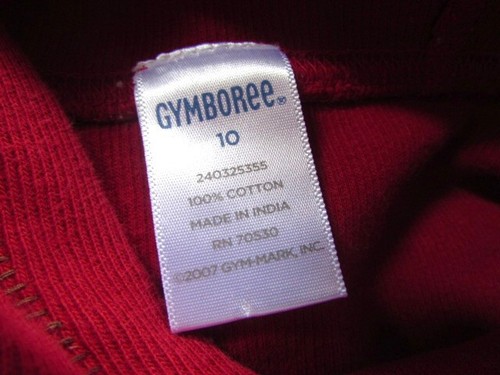 GYMBOREE®
10
240325355
100% COTTON
MADE IN INDIA
RN 70530
©2007 GYM-MARK, INC.